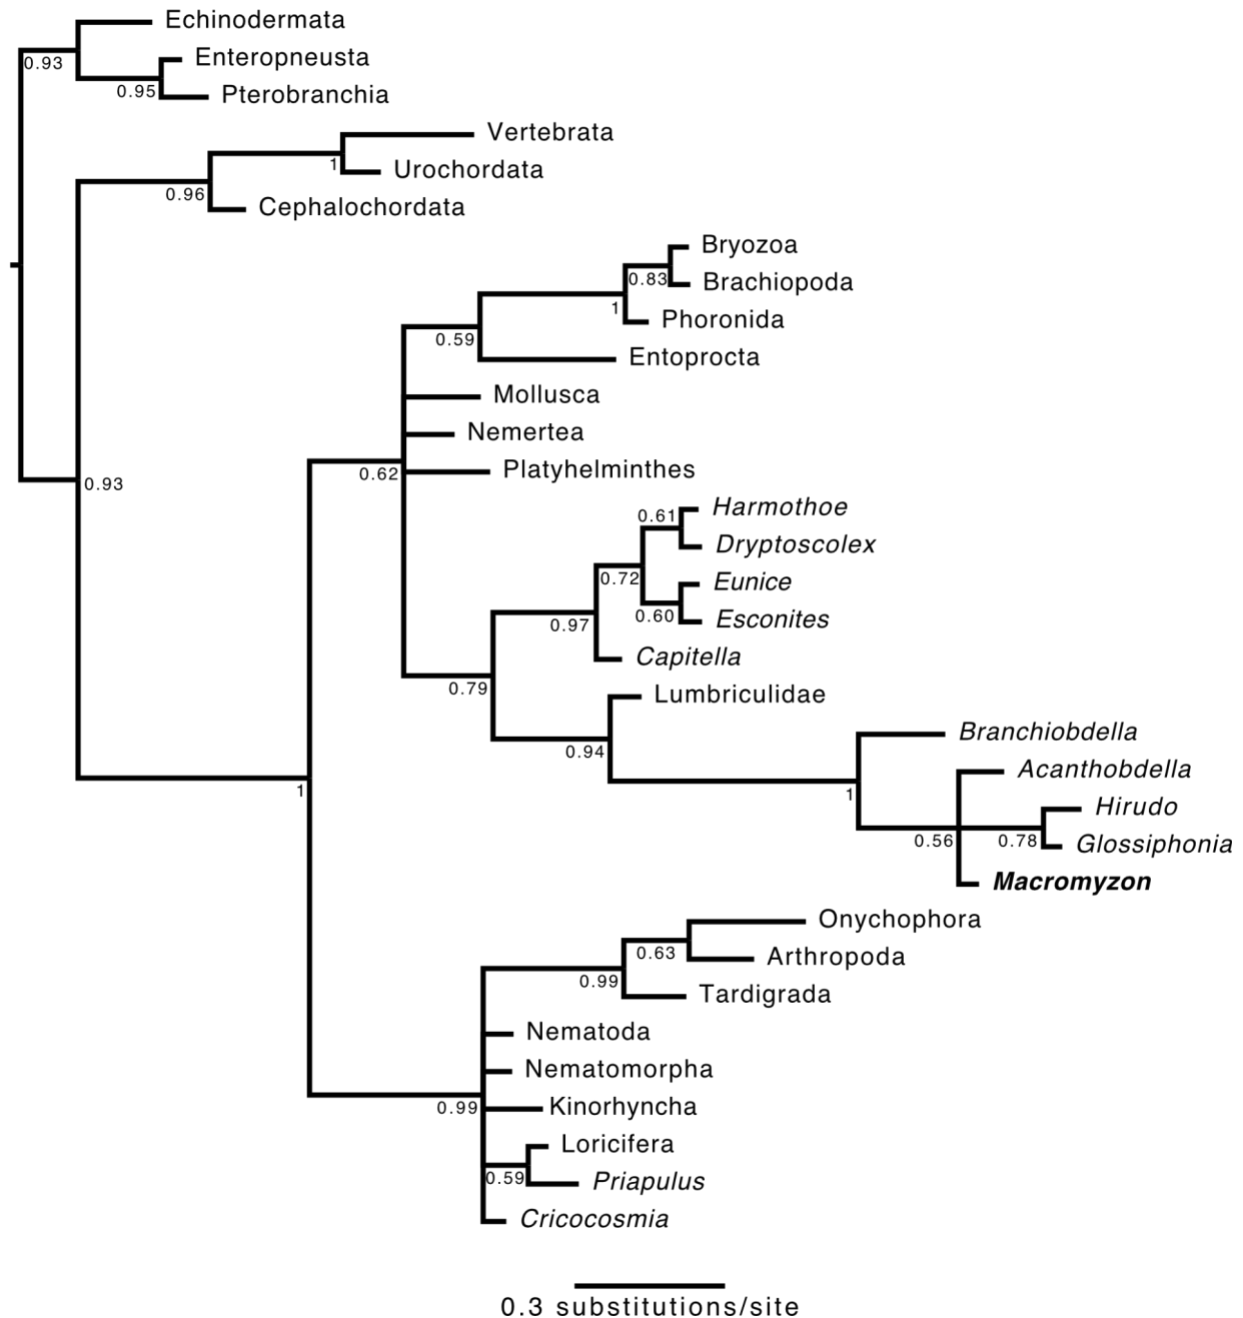 Echinodermata
Enteropneusta
0.93
0.95
Pterobranchia
Vertebrata
1
Urochordata
0.96
Cephalochordata
Bryozoa
0.83
Brachiopoda
1
Phoronida
0.59
Entoprocta
Mollusca
Nemertea
0.62
Platyhelminthes
0.93
Harmothoe
0.61
Dryptoscolex
0.72
Eunice
0.60
Esconites
0.97
Capitella
0.79
Lumbriculidae
0.94
Branchiobdella
Acanthobdella
1
1
Hirudo
0.56
0.78
Glossiphonia
Macromyzon
Onychophora
0.63
Arthropoda
0.99
Tardigrada
Nematoda
Nematomorpha
0.99
Kinorhyncha
Loricifera
0.59
Priapulus
Cricocosmia
0.3 substitutions/site